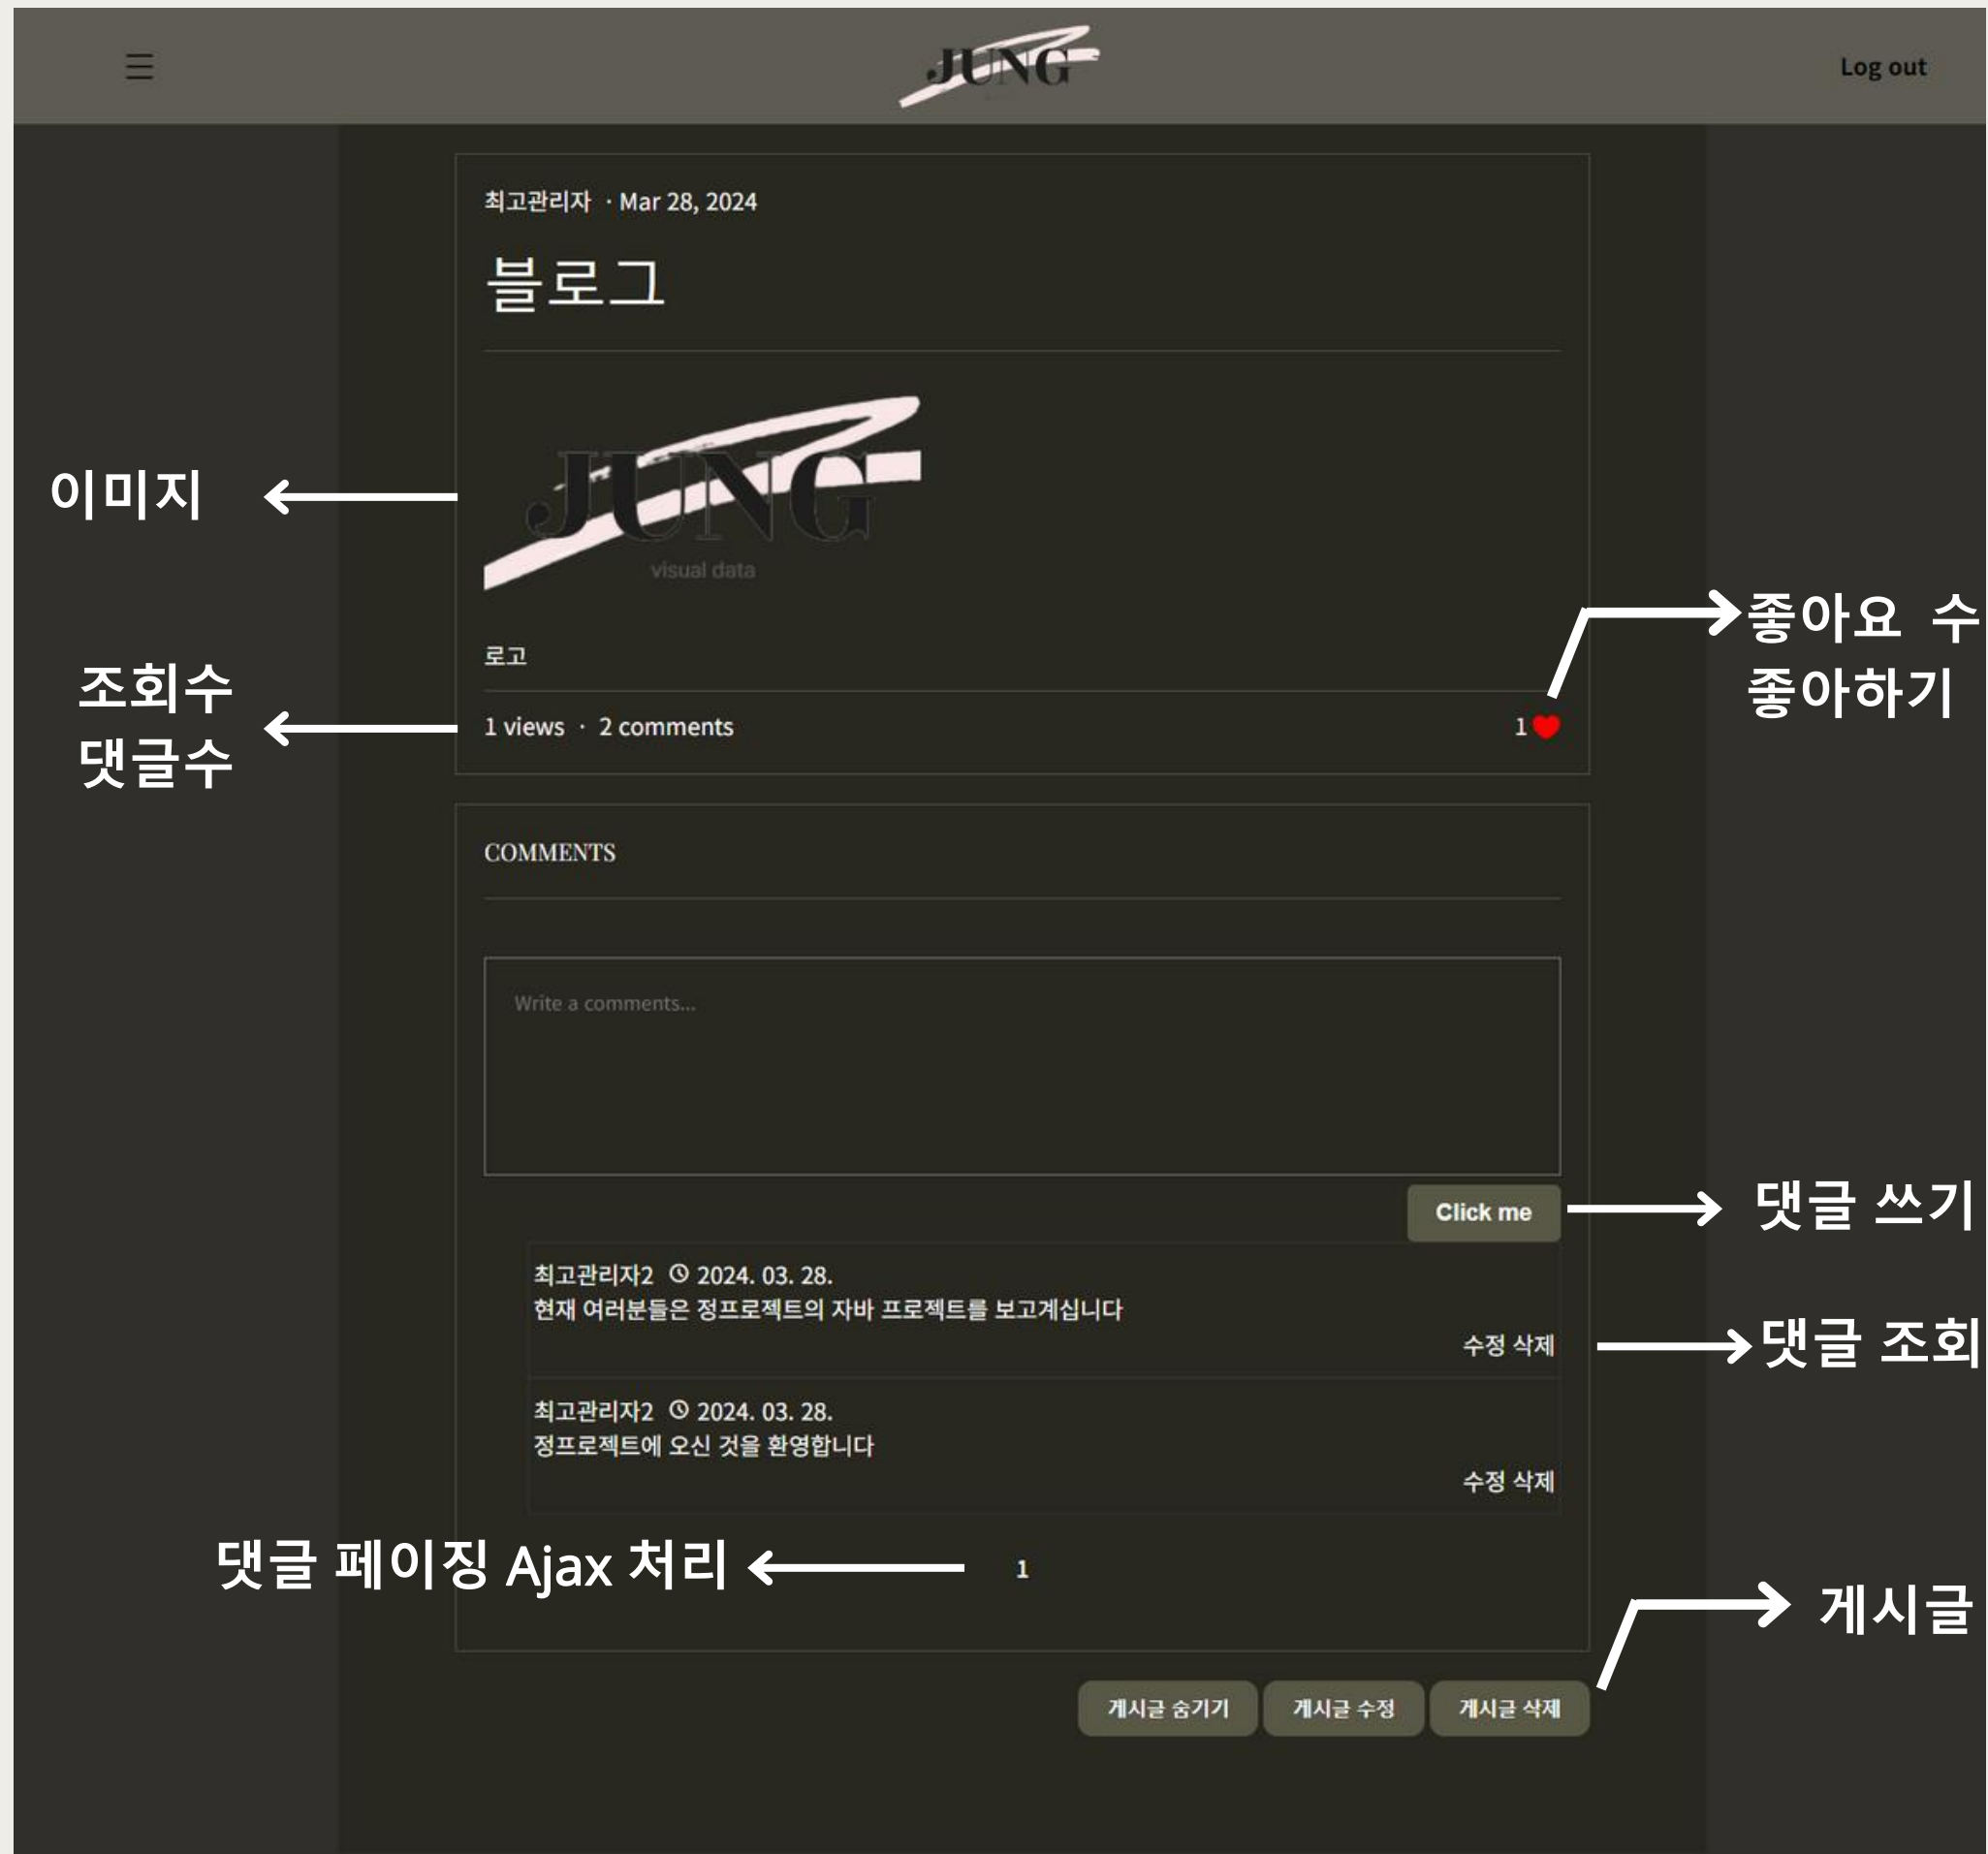 JUNG
Log out
최고관리자 · Mar 28, 2024
블로그
JUNG
visual data
이미지
로고
좋아요 수
좋아하기
조회수
댓글수
1 views · 2 comments
1
COMMENTS
Write a comments...
Click me
댓글 쓰기
최고관리자2 2024. 03. 28.
현재 여러분들은 정프로젝트의 자바 프로젝트를 보고계십니다
수정 삭제
댓글 조회
최고관리자2 2024. 03. 28.
정프로젝트에 오신 것을 환영합니다
수정 삭제
댓글 페이징 Ajax 처리
1
게시글
게시글 숨기기
게시글 수정
게시글 삭제